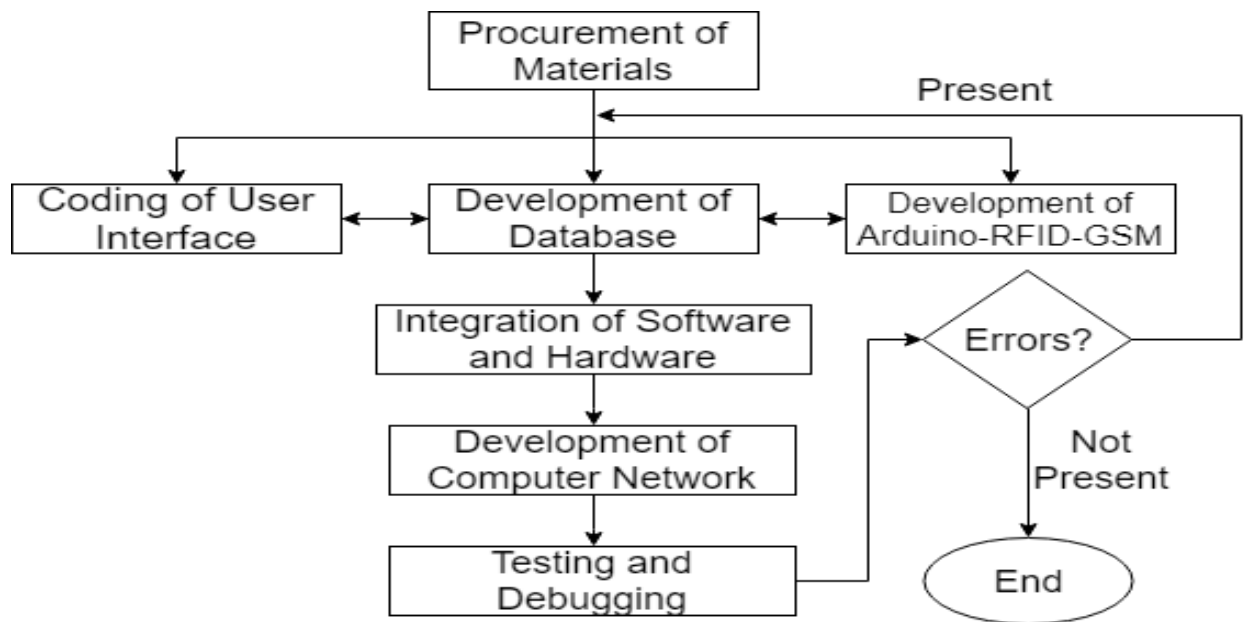 Procurement of
Materials
Present
Coding of User
Interface
Development of
Database
Development of
Arduino-RFID-GSM
Integration of Software
and Hardware
Errors?
Development of
Computer Network
Not
Present
Testing and
Debugging
End